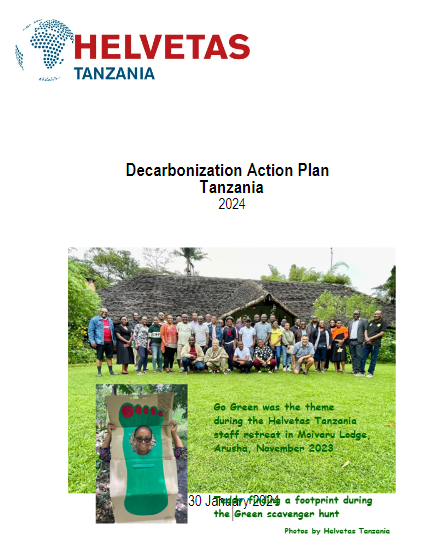 HELVETAS
TANZANIA
Decarbonization Action Plan
Tanzania
2024
Go Green was the theme
during the Helvetas Tanzania
staff retreat in Moivaru Lodge,
Arusha, November 2023
30 January 2024
finding a footprint during
the Green scavenger hunt
Photos by Helvetas Tanzania